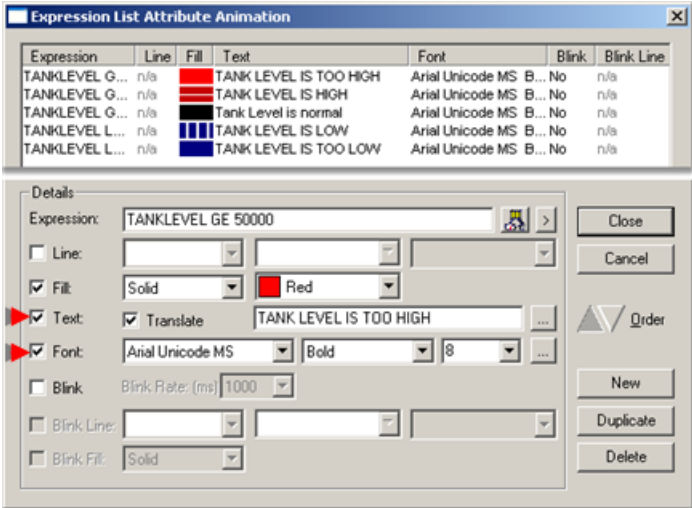 Expression List Attribute Animation
Expression Line Fill Text Font Blink Blink Line
TANKLEVEL G... n/a TANK LEVEL IS TOO HIGH Arial Unicode MS B... No n/a
TANKLEVEL G... n/a TANK LEVEL IS HIGH Arial Unicode MS B... No n/a
TANKLEVEL G... n/a Tank Level is normal Arial Unicode MS B... No n/a
TANKLEVEL L... n/a TANK LEVEL IS LOW Arial Unicode MS B... No n/a
TANKLEVEL L... n/a TANK LEVEL IS TOO LOW Arial Unicode MS B... No n/a
Details
Expression: TANKLEVEL GE 50000 > Close
Line: Cancel
Fill: Solid Red
Text: Translate TANK LEVEL IS TOO HIGH ... Order
Font: Arial Unicode MS Bold 8 ...
Blink Blink Rate: (ms) 1000 New
Blink Line: Duplicate
Blink Fill: Solid Delete